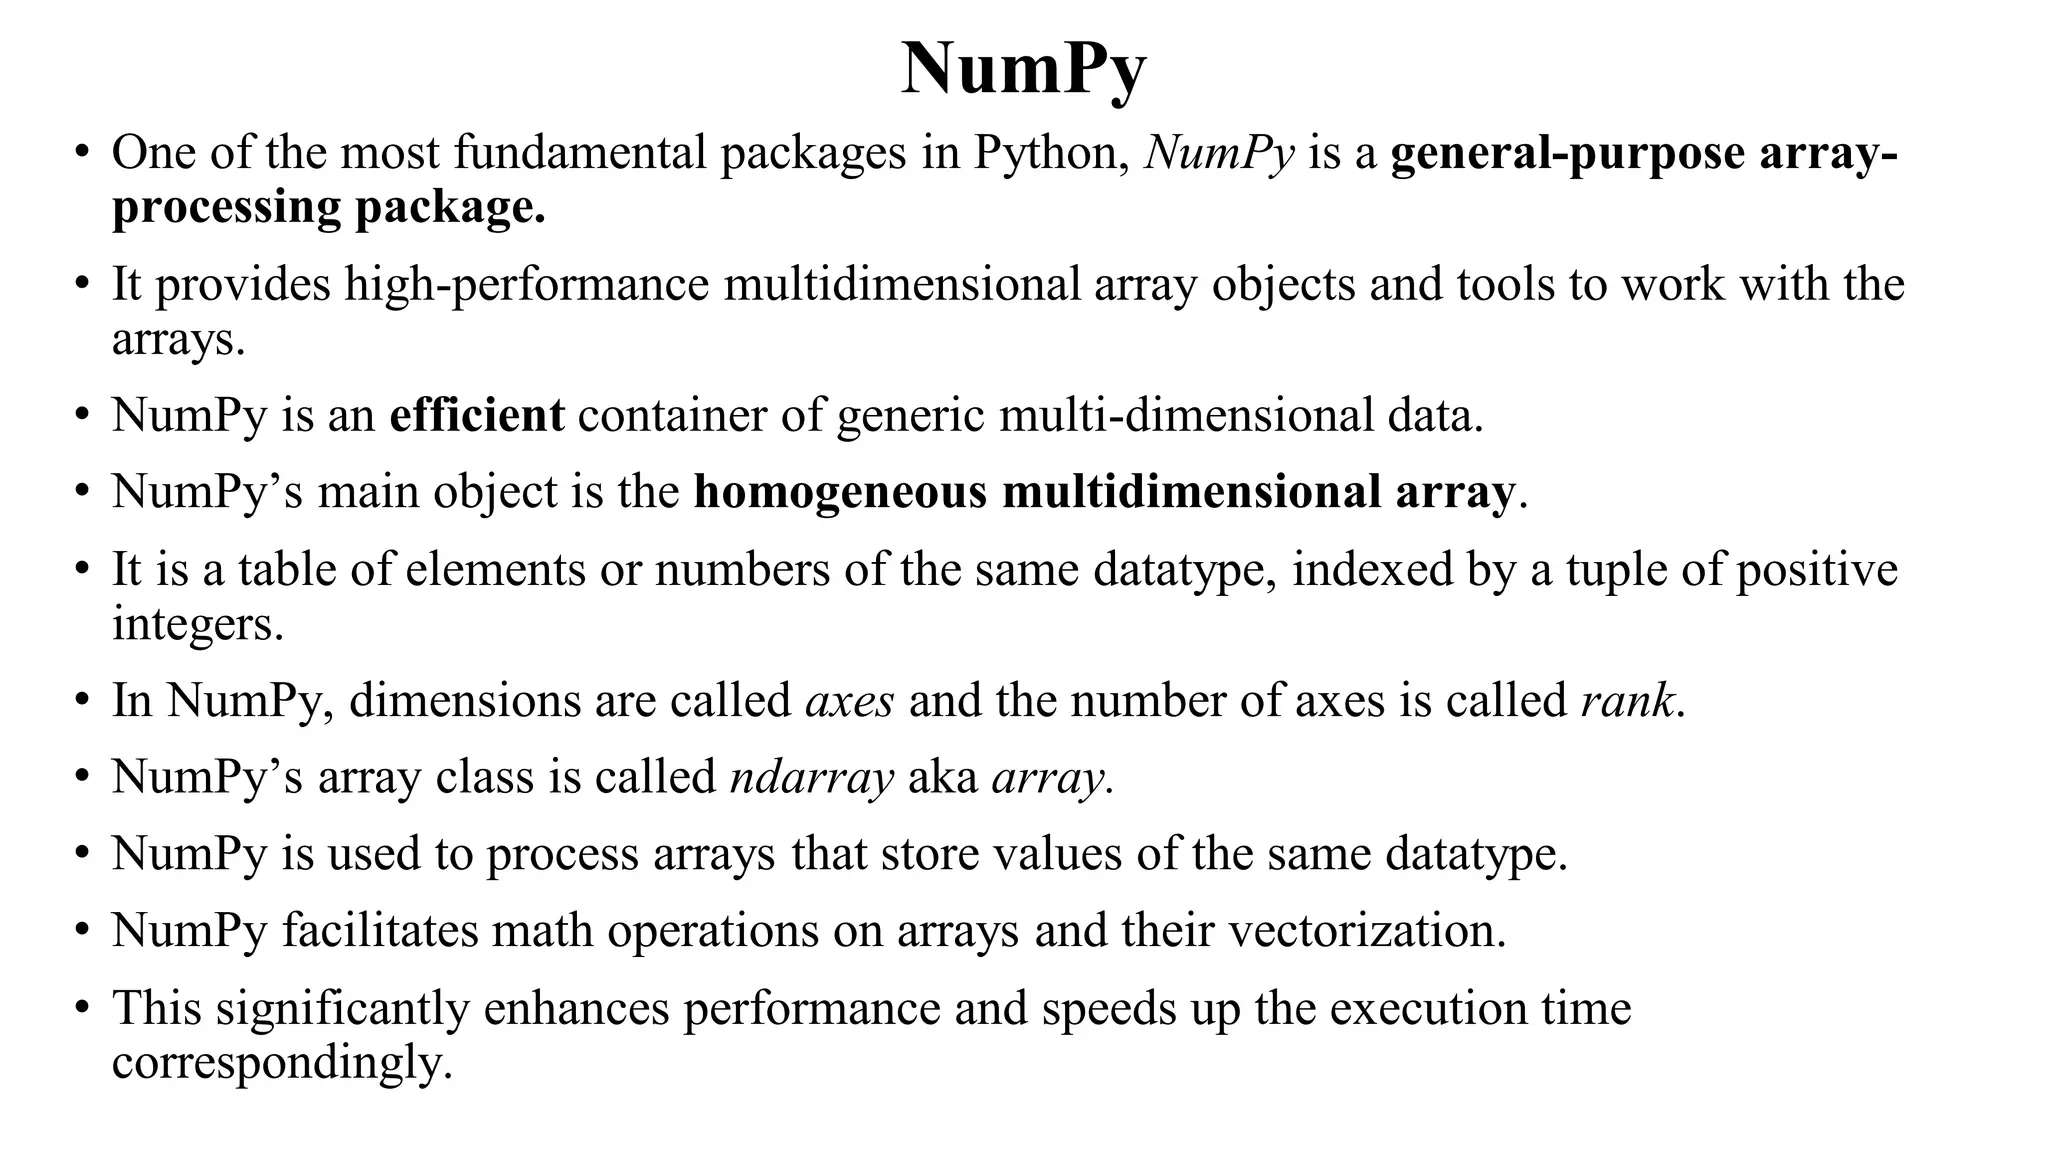 NumPy
• One of the most fundamental packages in Python, NumPy is a general-purpose array-
processing package.
• It provides high-performance multidimensional array objects and tools to work with the
arrays.
• NumPy is an efficient container of generic multi-dimensional data.
• NumPy’s main object is the homogeneous multidimensional array.
• It is a table of elements or numbers of the same datatype, indexed by a tuple of positive
integers.
• In NumPy, dimensions are called axes and the number of axes is called rank.
• NumPy’s array class is called ndarray aka array.
• NumPy is used to process arrays that store values of the same datatype.
• NumPy facilitates math operations on arrays and their vectorization.
• This significantly enhances performance and speeds up the execution time
correspondingly.